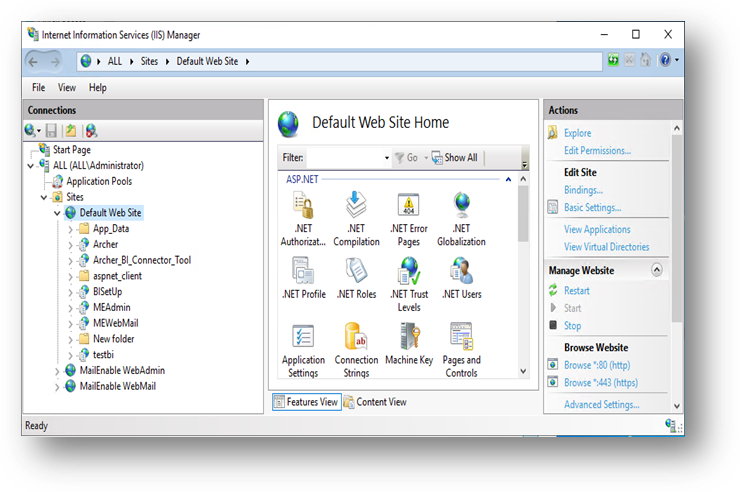 Internet Information Services (IIS) Manager
ALL
Sites
Default Web Site
File View Help
Connections
Start Page
ALL (ALL\Administrator)
Application Pools
Sites
Default Web Site
App_Data
Archer
Archer_BI_Connector_Tool
aspnet_client
BISetUp
MEAdmin
MEWebMail
New folder
testbi
MailEnable WebAdmin
MailEnable WebMail
Default Web Site Home
Filter: Go Show All
ASP.NET
.NET Authorizat...
.NET Compilation
.NET Error Pages
.NET Globalization
.NET Profile
.NET Roles
.NET Trust Levels
.NET Users
Application Settings
Connection Strings
Machine Key
Pages and Controls
Features View
Content View
Actions
Explore
Edit Permissions...
Edit Site
Bindings...
Basic Settings...
View Applications
View Virtual Directories
Manage Website
Restart
Start
Stop
Browse Website
Browse *:80 (http)
Browse *:443 (https)
Advanced Settings...
Ready